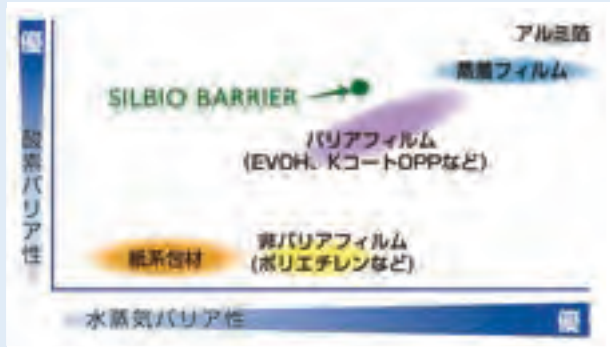 優
酸素バリア性
アルミ箔
蒸着フィルム
SILBIO BARRIER
バリアフィルム
(EVOH、KコートOPPなど)
紙系包材
非バリアフィルム
(ポリエチレンなど)
水蒸気バリア性
優